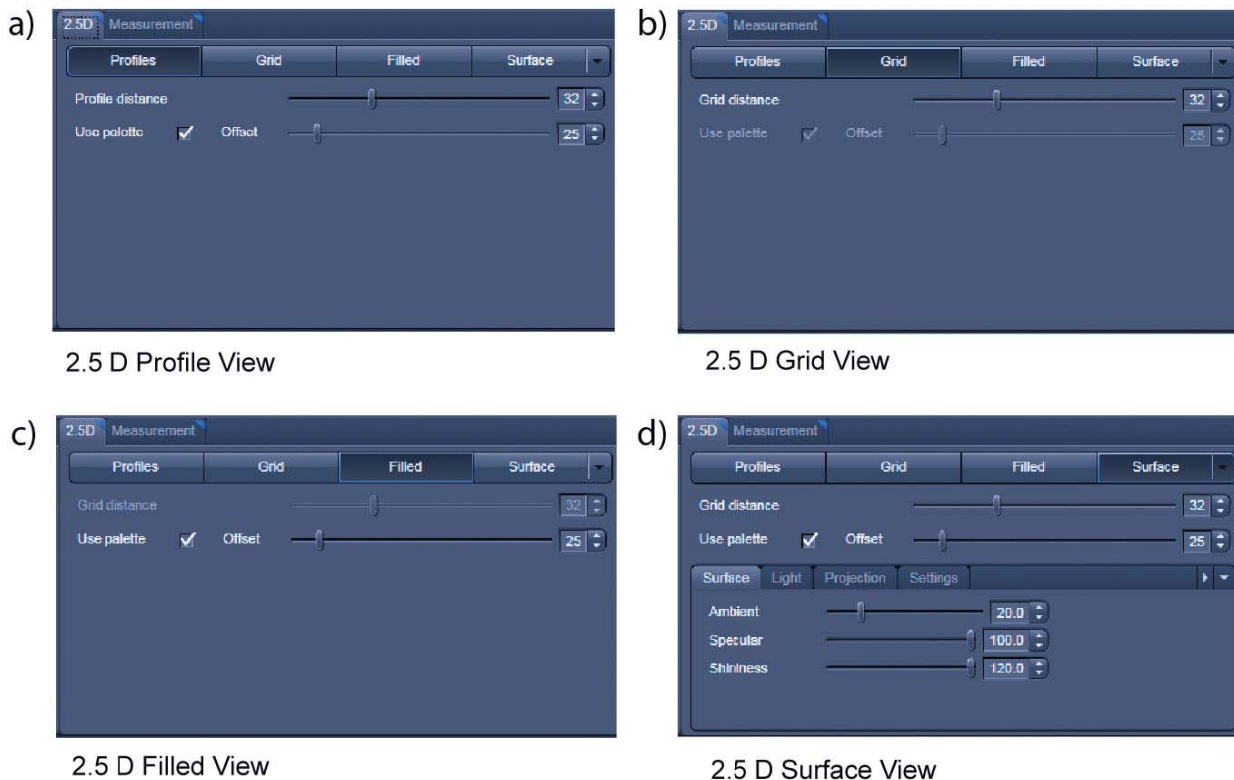 a)
2.5D Measurement
Profiles Grid Filled Surface
Profile distance 32
Use palette Offset 25
2.5 D Profile View
b)
2.5D Measurement
Profiles Grid Filled Surface
Grid distance 32
Use palette Offset 25
2.5 D Grid View
c)
2.5D Measurement
Profiles Grid Filled Surface
Grid distance 32
Use palette Offset 25
2.5 D Filled View
d)
2.5D Measurement
Profiles Grid Filled Surface
Grid distance 32
Use palette Offset 25
Surface Light Projection Settings
Ambient 20.0
Specular 100.0
Shininess 120.0
2.5 D Surface View